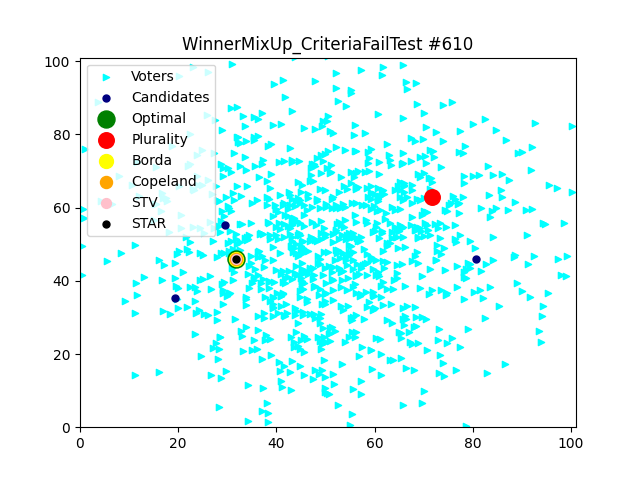 WinnerMixUp_CriteriaFailTest #610
Voters
Candidates
Optimal
Plurality
Borda
Copeland
STV
STAR
100
80
60
40
20
0
0 20 40 60 80 100